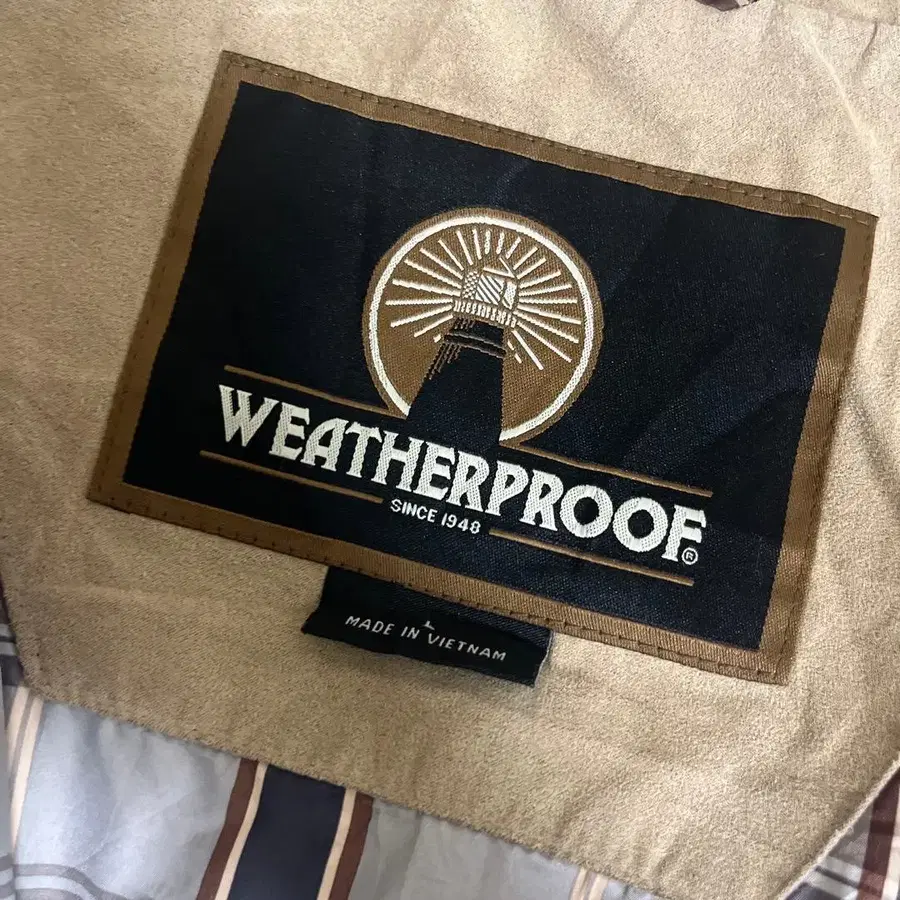 WEATHERPROOF®
SINCE 1948
L
MADE IN VIETNAM